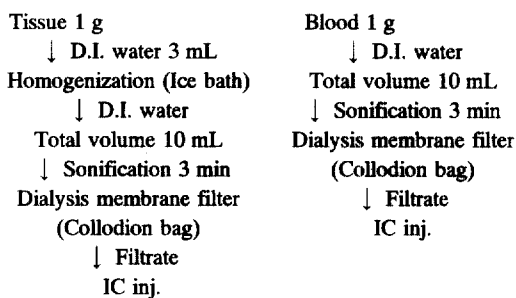 Tissue 1 g
↓ D.I. water 3 mL
Homogenization (Ice bath)
↓ D.I. water
Total volume 10 mL
↓ Sonification 3 min
Dialysis membrane filter
(Collodion bag)
↓ Filtrate
IC inj.
Blood 1 g
↓ D.I. water
Total volume 10 mL
↓ Sonification 3 min
Dialysis membrane filter
(Collodion bag)
↓ Filtrate
IC inj.